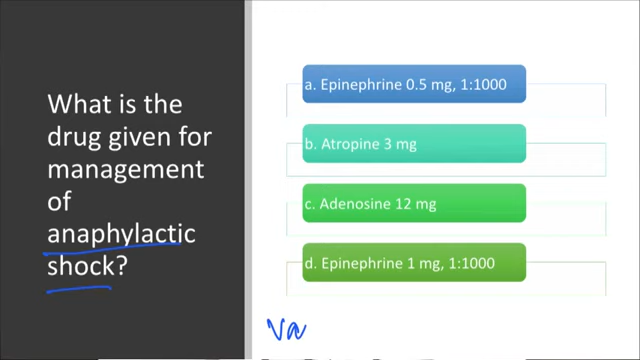 What is the
drug given for
management
of
anaphylactic
shock?
a. Epinephrine 0.5 mg, 1:1000
b. Atropine 3 mg
c. Adenosine 12 mg
d. Epinephrine 1 mg, 1:1000
va